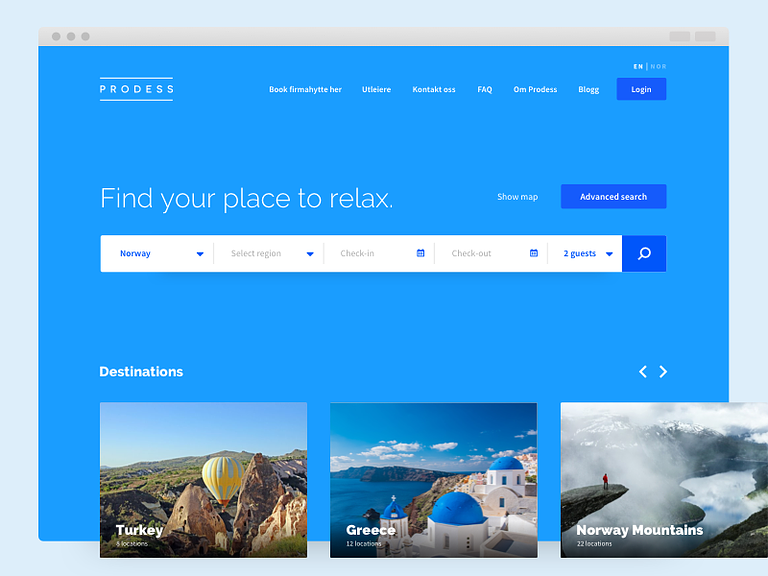 EN | NOR
PRODESS
Book firmahytte her Utleiere Kontakt oss FAQ Om Prodess Blogg Login
Find your place to relax. Show map Advanced search
Norway Select region Check-in Check-out 2 guests
Destinations
Turkey Greece Norway Mountains
6 locations 12 locations 22 locations